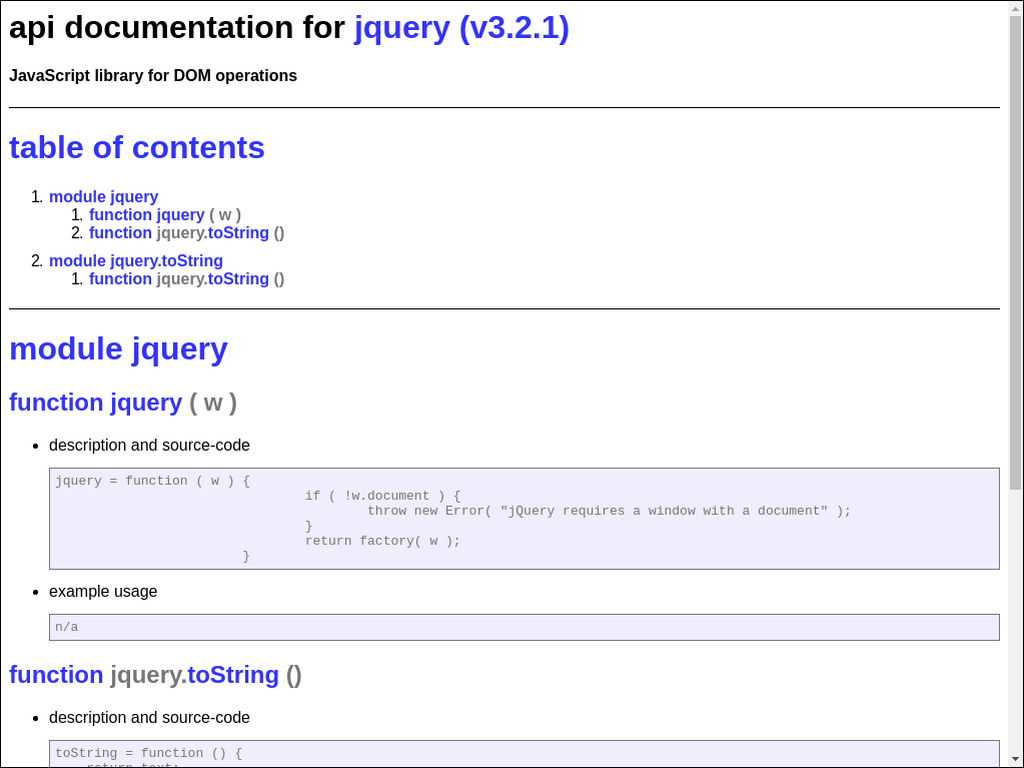 api documentation for jquery (v3.2.1)
JavaScript library for DOM operations
table of contents
1. module jquery
1. function jquery ( w )
2. function jquery.toString ()
2. module jquery.toString
1. function jquery.toString ()
module jquery
function jquery ( w )
• description and source-code
jquery = function ( w ) {
if ( !w.document ) {
throw new Error( "jQuery requires a window with a document" );
}
return factory( w );
}
• example usage
n/a
function jquery.toString ()
• description and source-code
toString = function () {
return text;